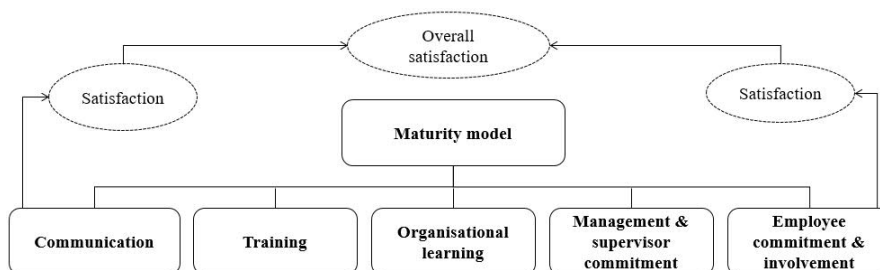 Overall
satisfaction
Satisfaction
Satisfaction
Maturity model
Communication
Training
Organisational
learning
Management &
supervisor
commitment
Employee
commitment &
involvement